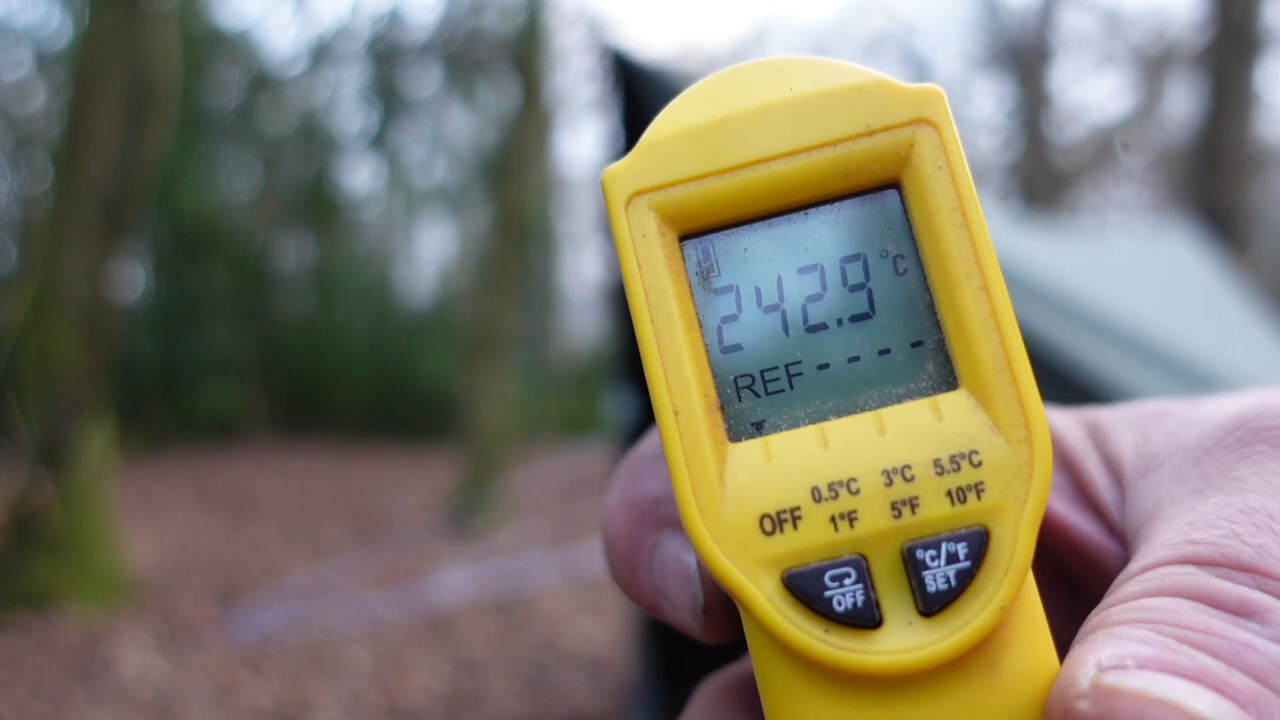 242.9 °C
REF ----
0.5°C 3°C 5.5°C
OFF 1°F 5°F 10°F
OFF
°C/°F
SET